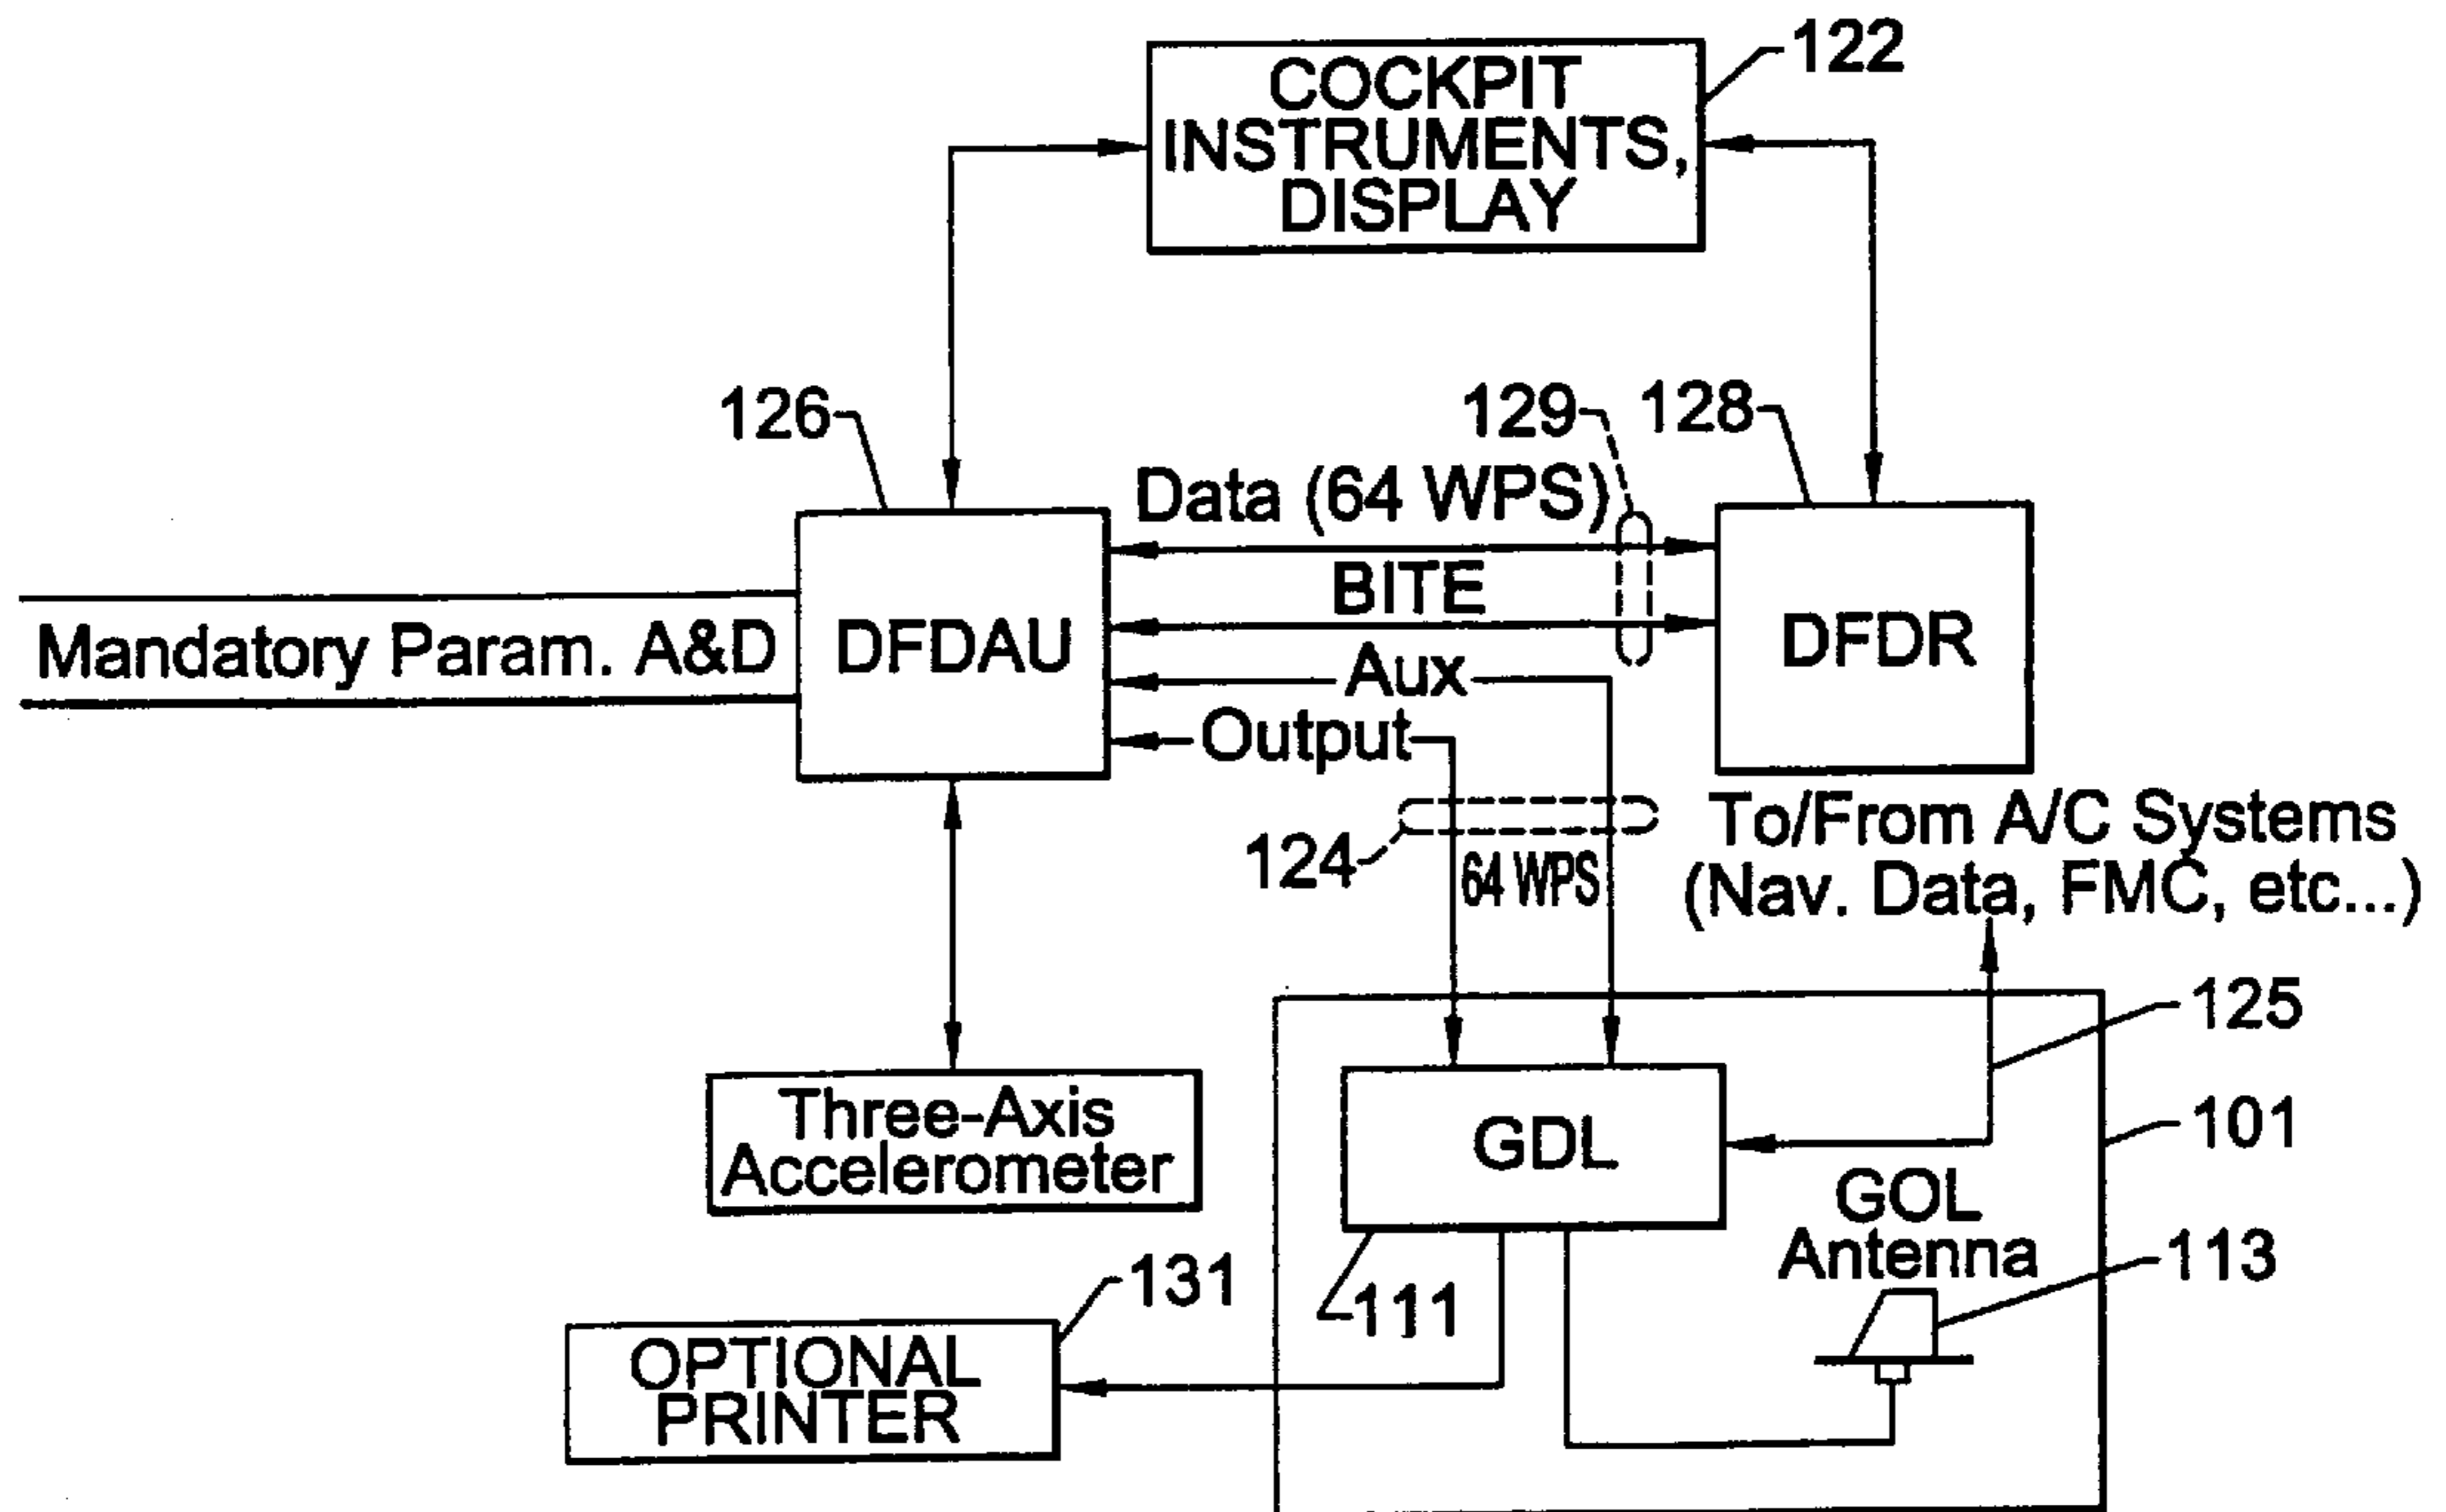 122
COCKPIT
INSTRUMENTS,
DISPLAY
126
129
128
Data (64 WPS)
BITE
Mandatory Param. A&D
DFDAU
DFDR
Aux
Output
124
64 WPS
To/From A/C Systems
(Nav. Data, FMC, etc...)
125
Three-Axis
Accelerometer
GDL
101
GOL
Antenna
113
131
111
OPTIONAL
PRINTER